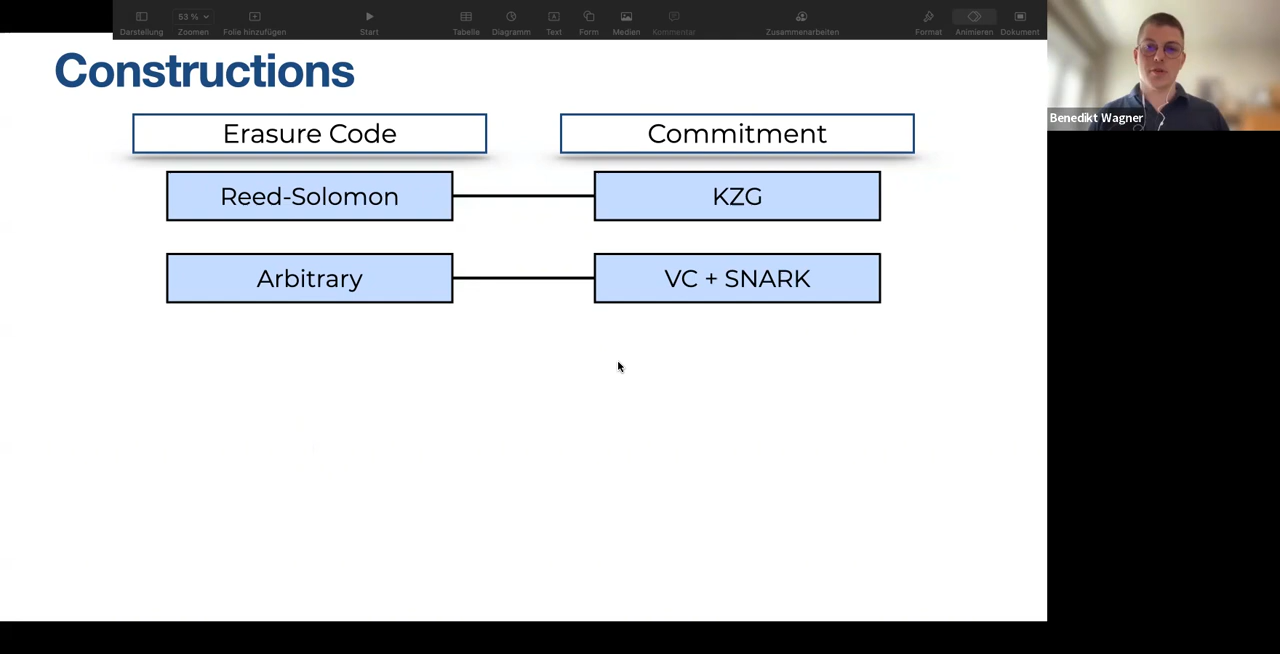 53 %
Darstellung Zoomen Folie hinzufügen Start Tabelle Diagramm Text Form Medien Kommentar Zusammenarbeiten Format Animieren Dokument
Constructions
Erasure Code Commitment
Reed-Solomon KZG
Arbitrary VC + SNARK
Benedikt Wagner